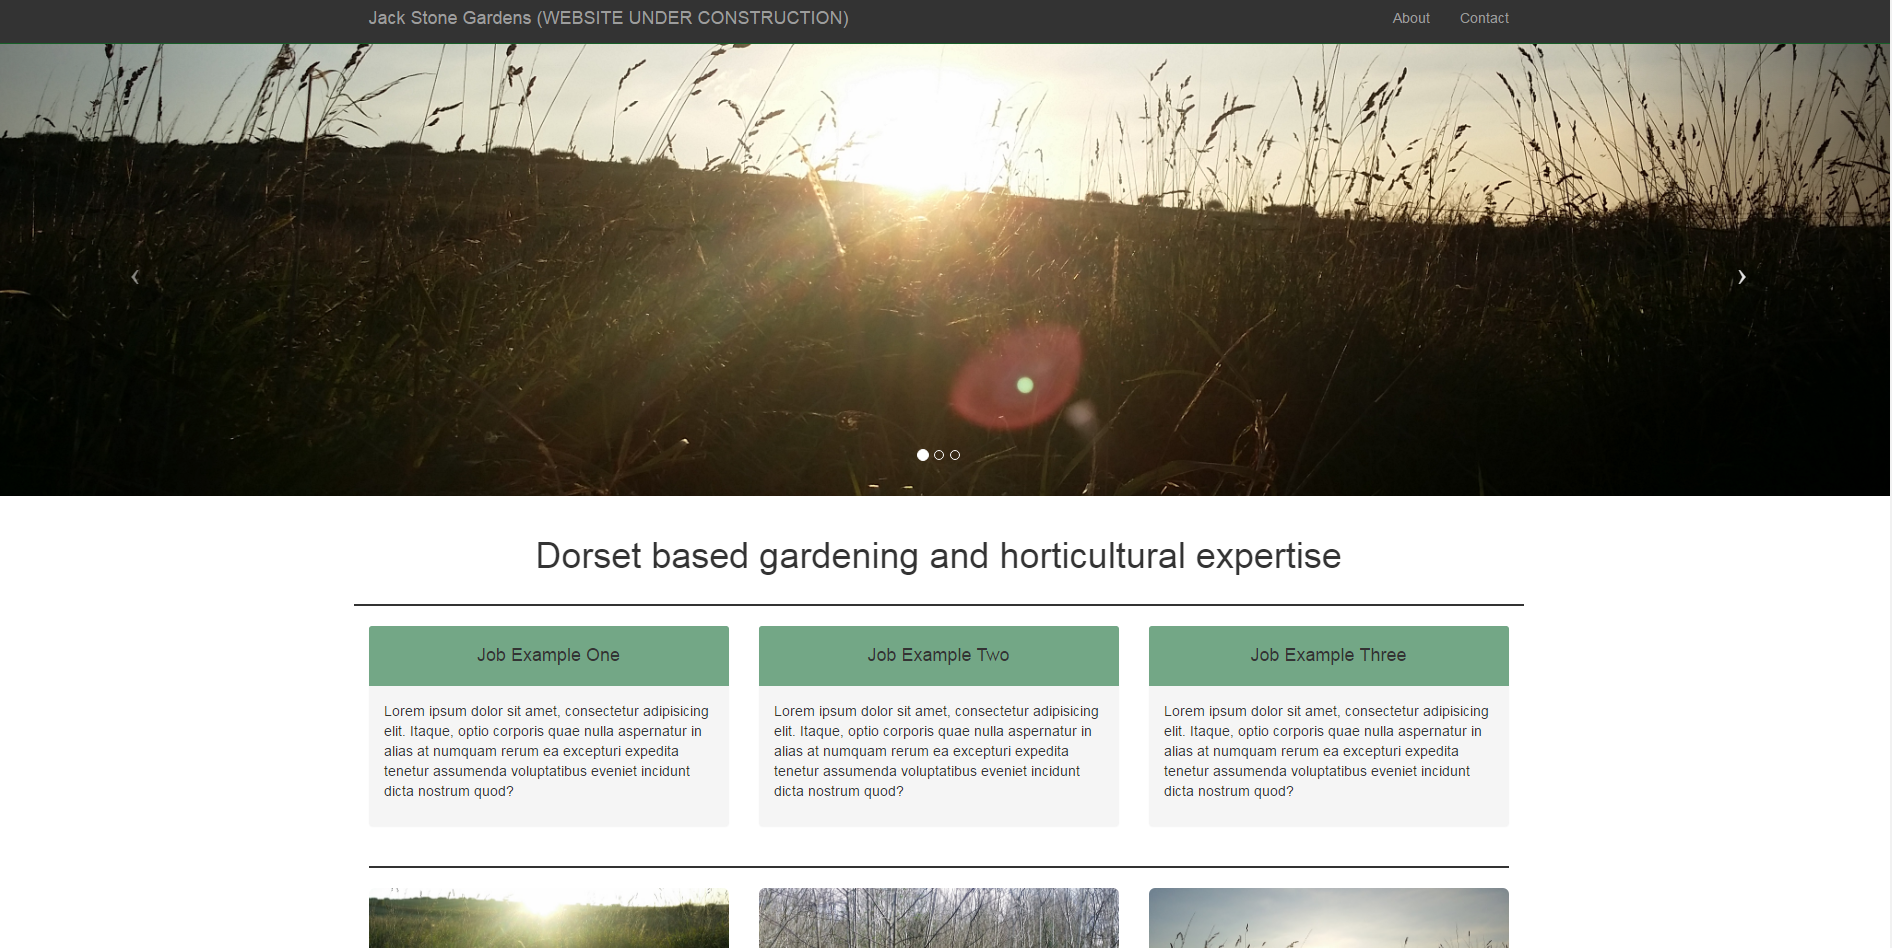 Jack Stone Gardens (WEBSITE UNDER CONSTRUCTION)
About
Contact
Dorset based gardening and horticultural expertise
Job Example One
Lorem ipsum dolor sit amet, consectetur adipisicing
elit. Itaque, optio corporis quae nulla aspernatur in
alias at numquam rerum ea excepturi expedita
tenetur assumenda voluptatibus eveniet incidunt
dicta nostrum quod?
Job Example Two
Lorem ipsum dolor sit amet, consectetur adipisicing
elit. Itaque, optio corporis quae nulla aspernatur in
alias at numquam rerum ea excepturi expedita
tenetur assumenda voluptatibus eveniet incidunt
dicta nostrum quod?
Job Example Three
Lorem ipsum dolor sit amet, consectetur adipisicing
elit. Itaque, optio corporis quae nulla aspernatur in
alias at numquam rerum ea excepturi expedita
tenetur assumenda voluptatibus eveniet incidunt
dicta nostrum quod?